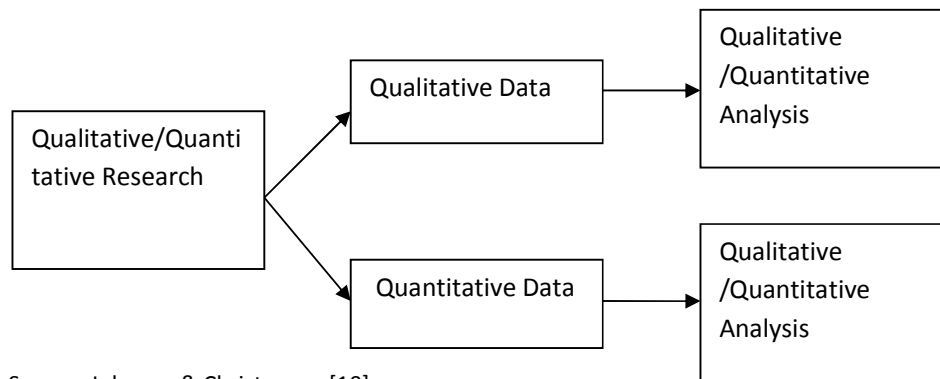 Qualitative/Quanti
tative Research
Qualitative Data
Qualitative
/Quantitative
Analysis
Quantitative Data
Qualitative
/Quantitative
Analysis